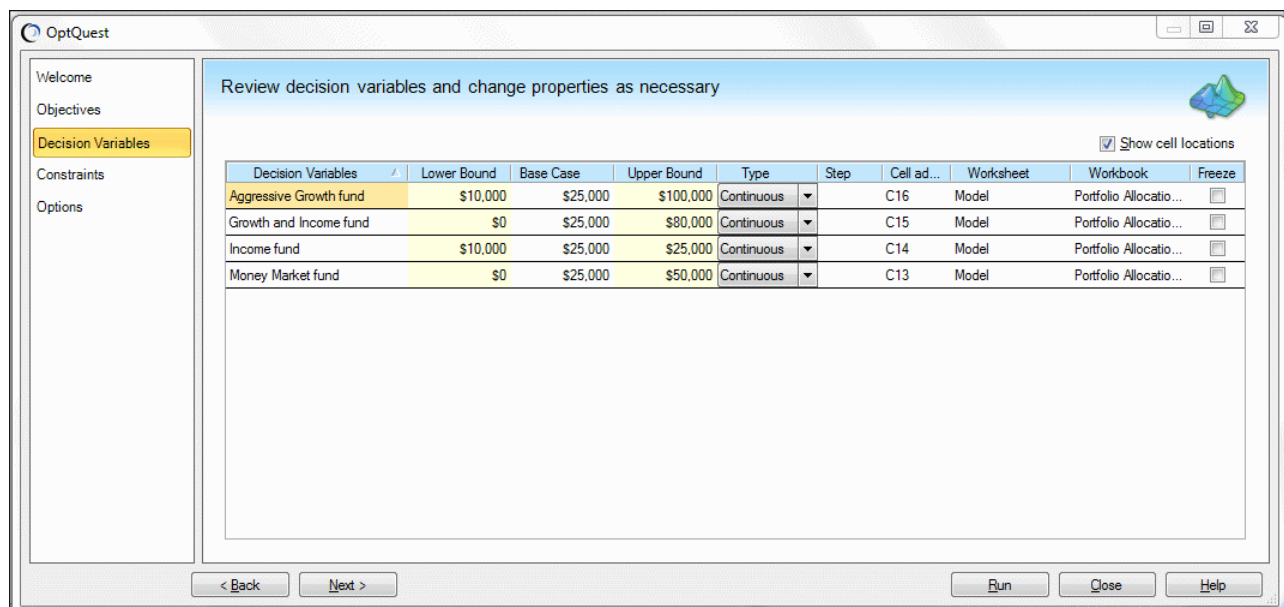 OptQuest
Welcome
Objectives
Decision Variables
Constraints
Options
Review decision variables and change properties as necessary
Show cell locations
Decision Variables Lower Bound Base Case Upper Bound Type Step Cell ad... Worksheet Workbook Freeze
Aggressive Growth fund $10,000 $25,000 $100,000 Continuous C16 Model Portfolio Allocatio...
Growth and Income fund $0 $25,000 $80,000 Continuous C15 Model Portfolio Allocatio...
Income fund $10,000 $25,000 $25,000 Continuous C14 Model Portfolio Allocatio...
Money Market fund $0 $25,000 $50,000 Continuous C13 Model Portfolio Allocatio...
< Back Next > Run Close Help